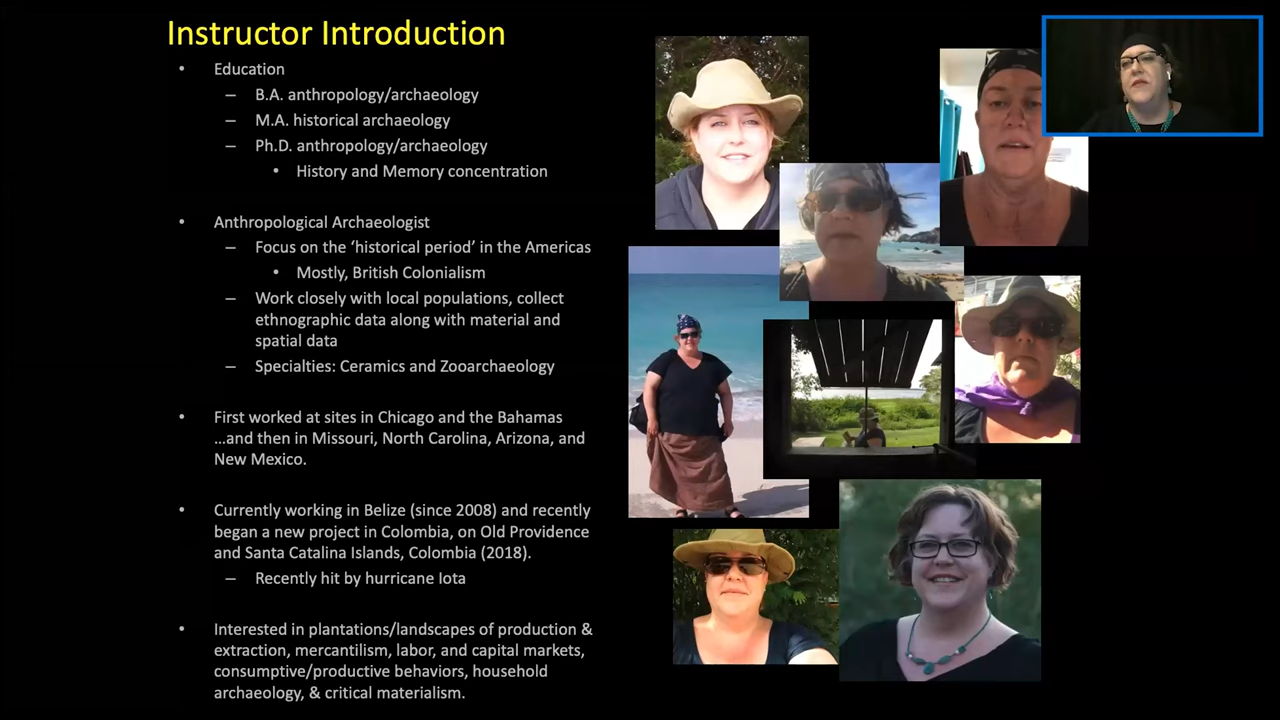 Instructor Introduction
• Education
– B.A. anthropology/archaeology
– M.A. historical archaeology
– Ph.D. anthropology/archaeology
• History and Memory concentration
• Anthropological Archaeologist
– Focus on the ‘historical period’ in the Americas
• Mostly, British Colonialism
– Work closely with local populations, collect
ethnographic data along with material and
spatial data
– Specialties: Ceramics and Zooarchaeology
• First worked at sites in Chicago and the Bahamas
…and then in Missouri, North Carolina, Arizona, and
New Mexico.
• Currently working in Belize (since 2008) and recently
began a new project in Colombia, on Old Providence
and Santa Catalina Islands, Colombia (2018).
– Recently hit by hurricane Iota
• Interested in plantations/landscapes of production &
extraction, mercantilism, labor, and capital markets,
consumptive/productive behaviors, household
archaeology, & critical materialism.